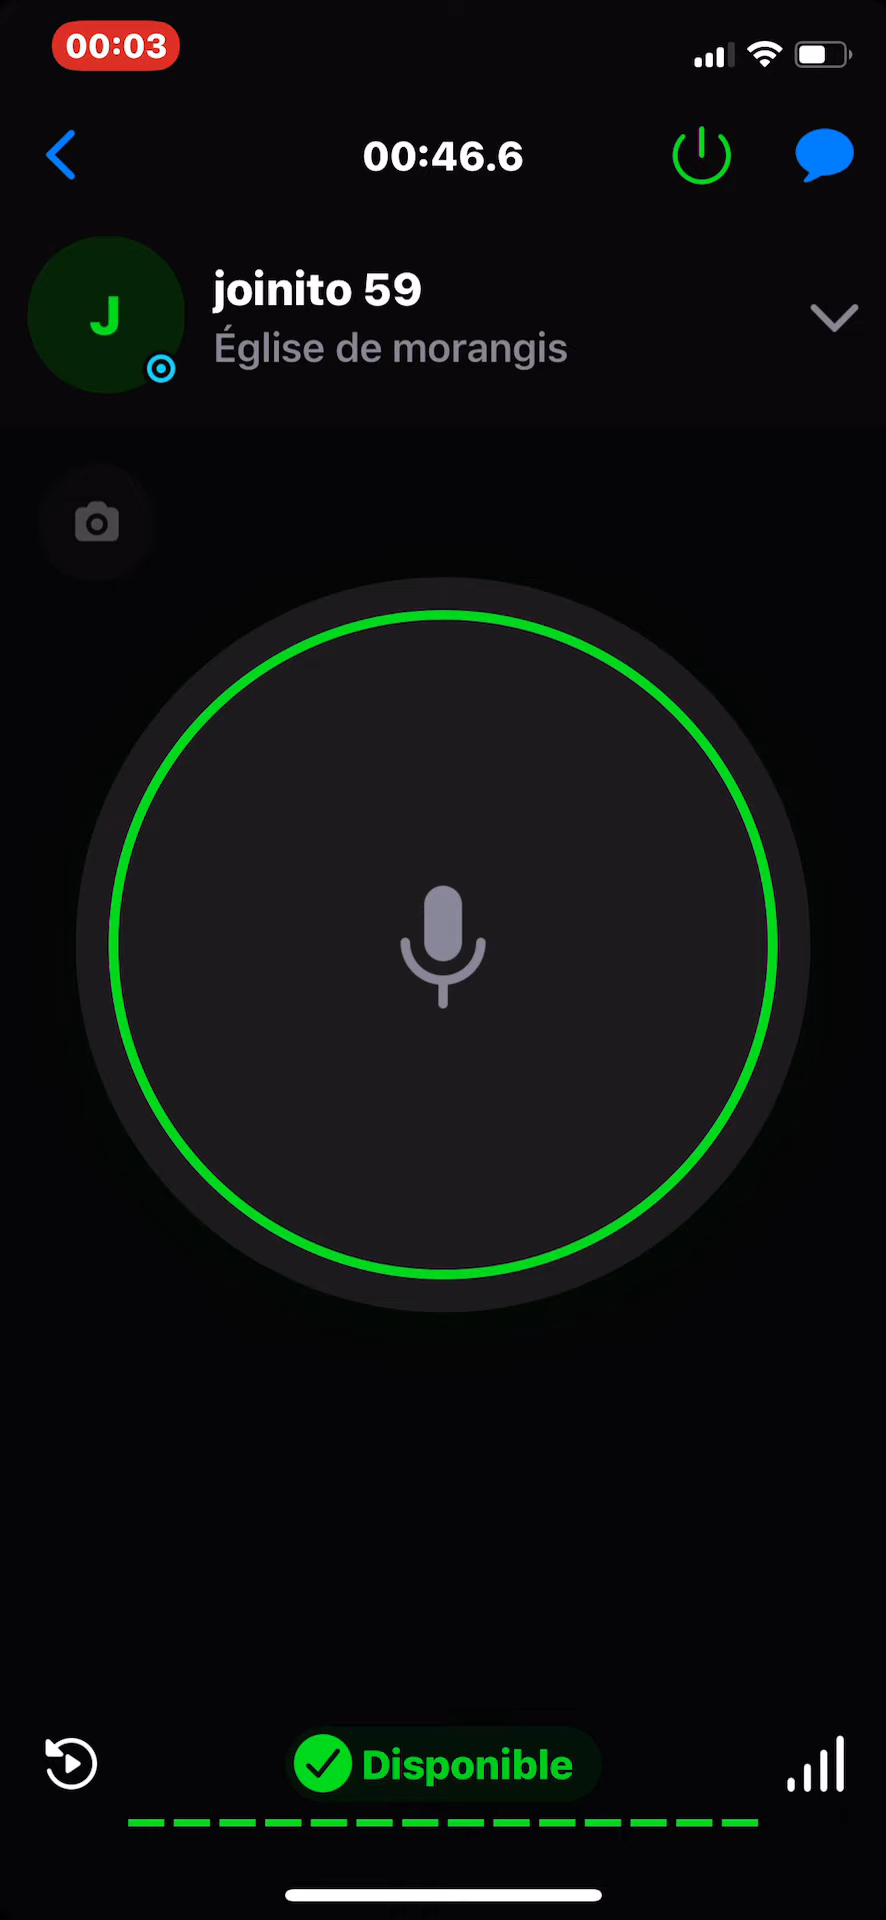 00:03
00:46.6
J
joinito 59
Église de morangis
Disponible